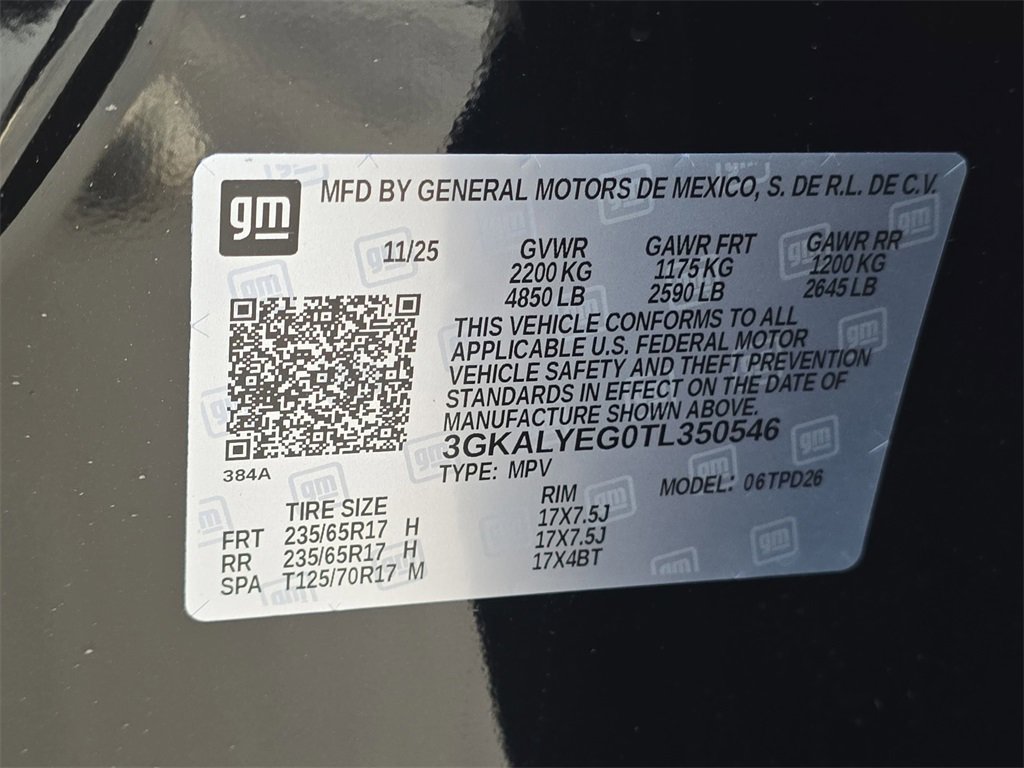 gm MFD BY GENERAL MOTORS DE MEXICO, S. DE R.L. DE C.V.
11/25 GVWR GAWR FRT GAWR RR
2200 KG 1175 KG 1200 KG
4850 LB 2590 LB 2645 LB
THIS VEHICLE CONFORMS TO ALL
APPLICABLE U.S. FEDERAL MOTOR
VEHICLE SAFETY AND THEFT PREVENTION
STANDARDS IN EFFECT ON THE DATE OF
MANUFACTURE SHOWN ABOVE.
3GKALYEG0TL350546
384A
TYPE: MPV MODEL: 06TPD26
TIRE SIZE RIM
FRT 235/65R17 H 17X7.5J
RR 235/65R17 H 17X7.5J
SPA T125/70R17 M 17X4BT